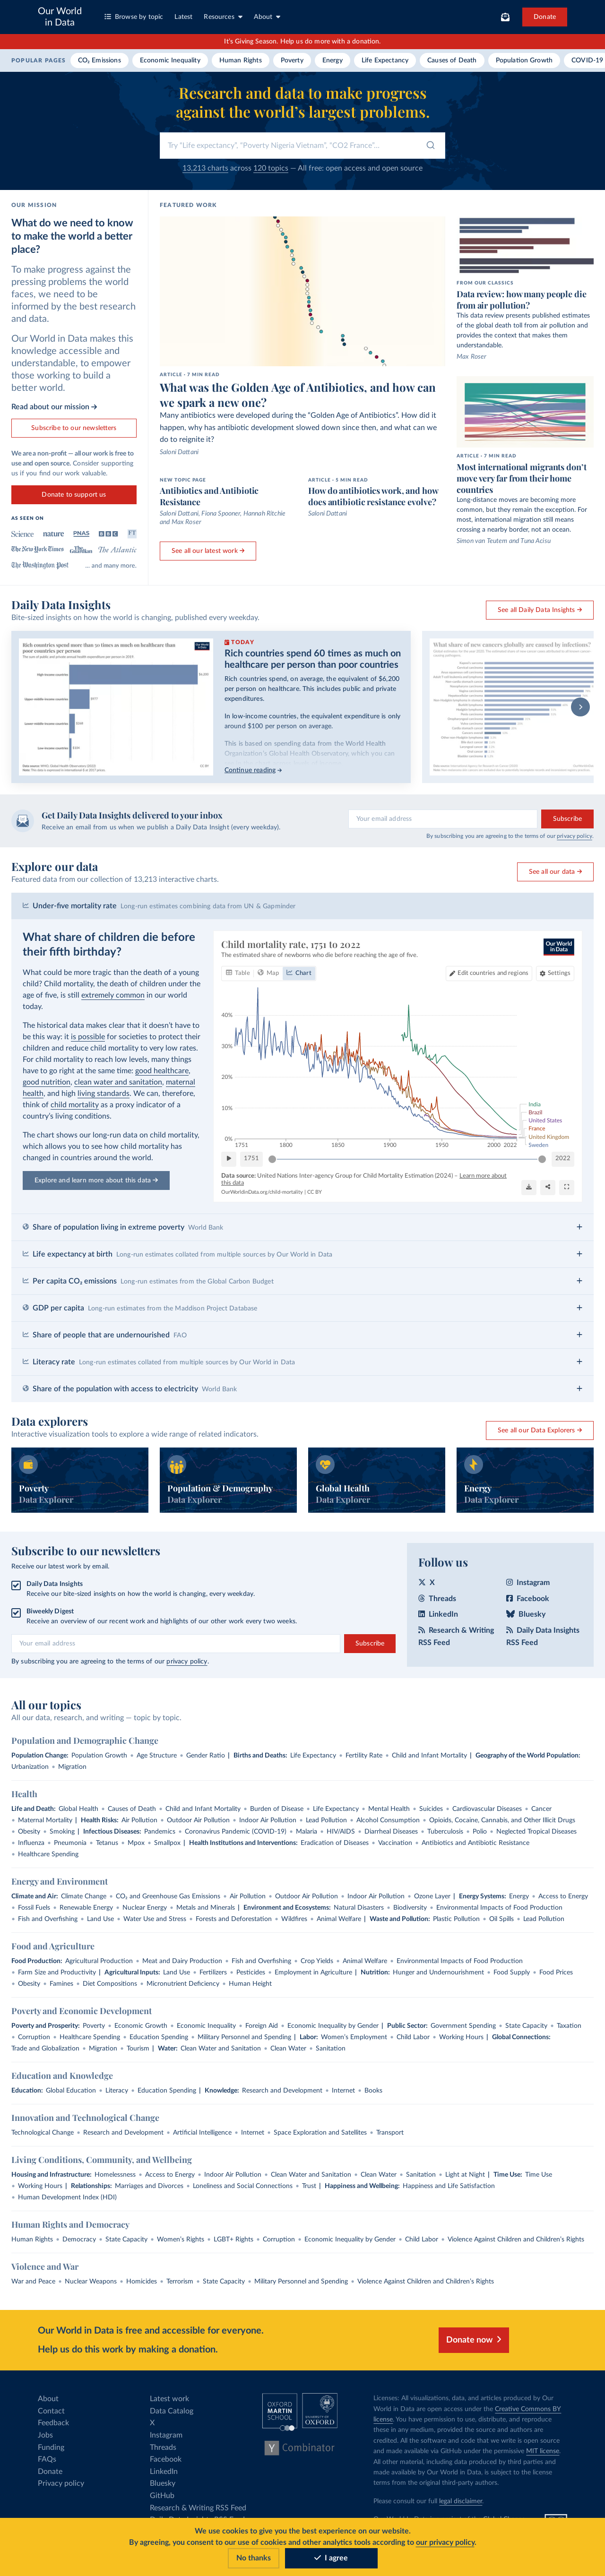 Our World
in Data
Browse by topic
Latest
Resources
About
Donate
It's Giving Season. Help us do more with a donation.
POPULAR PAGES
CO₂ Emissions
Economic Inequality
Human Rights
Poverty
Energy
Life Expectancy
Causes of Death
Population Growth
COVID-19
Research and data to make progress
against the world's largest problems.
Try "Life expectancy", "Poverty Nigeria Vietnam", "CO2 France"...
13,213 charts across 120 topics — All free: open access and open source
OUR MISSION
What do we need to know
to make the world a better
place?
To make progress against the
pressing problems the world
faces, we need to be
informed by the best research
and data.
Our World in Data makes this
knowledge accessible and
understandable, to empower
those working to build a
better world.
Read about our mission →
Subscribe to our newsletters
We are a non-profit — all our work is free to
use and open source. Consider supporting
us if you find our work valuable.
Donate to support us
AS SEEN ON
Science
nature
PNAS
BBC
FT
The New York Times
The Guardian
The Atlantic
The Washington Post
... and many more.
FEATURED WORK
ARTICLE · 7 MIN READ
What was the Golden Age of Antibiotics, and how can
we spark a new one?
Many antibiotics were developed during the "Golden Age of Antibiotics". How did it
happen, why has antibiotic development slowed down since then, and what can we
do to reignite it?
Saloni Dattani
NEW TOPIC PAGE
Antibiotics and Antibiotic
Resistance
Saloni Dattani, Fiona Spooner, Hannah Ritchie
and Max Roser
ARTICLE · 5 MIN READ
How do antibiotics work, and how
does antibiotic resistance evolve?
Saloni Dattani
See all our latest work →
FROM OUR CLASSICS
Data review: how many people die
from air pollution?
This data review presents published estimates
of the global death toll from air pollution and
provides the context that makes them
understandable.
Max Roser
ARTICLE · 7 MIN READ
Most international migrants don't
move very far from their home
countries
Long-distance moves are becoming more
common, but they remain the exception. For
most, international migration still means
crossing a nearby border, not an ocean.
Simon van Teutem and Tuna Acisu
Daily Data Insights
Bite-sized insights on how the world is changing, published every weekday.
See all Daily Data Insights →
Rich countries spend more than 50 times as much on healthcare than
poor countries per person
TODAY
Rich countries spend 60 times as much on
healthcare per person than poor countries
Rich countries spend, on average, the equivalent of $6,200
per person on healthcare. This includes public and private
expenditures.
In low-income countries, the equivalent expenditure is only
around $100 per person on average.
This is based on spending data from the World Health
Organization's Global Health Observatory, which you can
Continue reading →
What share of new cancers globally are caused by infections?
Get Daily Data Insights delivered to your inbox
Receive an email from us when we publish a Daily Data Insight (every weekday).
Your email address
Subscribe
By subscribing you are agreeing to the terms of our privacy policy.
Explore our data
Featured data from our collection of 13,213 interactive charts.
See all our data →
Under-five mortality rate Long-run estimates combining data from UN & Gapminder
What share of children die before
their fifth birthday?
What could be more tragic than the death of a young
child? Child mortality, the death of children under the
age of five, is still extremely common in our world
today.
The historical data makes clear that it doesn't have to
be this way: it is possible for societies to protect their
children and reduce child mortality to very low rates.
For child mortality to reach low levels, many things
have to go right at the same time: good healthcare,
good nutrition, clean water and sanitation, maternal
health, and high living standards. We can, therefore,
think of child mortality as a proxy indicator of a
country's living conditions.
The chart shows our long-run data on child mortality,
which allows you to see how child mortality has
changed in countries around the world.
Explore and learn more about this data →
Child mortality rate, 1751 to 2022
The estimated share of newborns who die before reaching the age of five.
Our World
in Data
Table
Map
Chart
Edit countries and regions
Settings
40%
30%
20%
10%
0%
1751
1800
1850
1900
1950
2000
2022
India
Brazil
United States
France
United Kingdom
Sweden
1751
2022
Data source: United Nations Inter-agency Group for Child Mortality Estimation (2024) – Learn more about
this data
OurWorldinData.org/child-mortality | CC BY
Share of population living in extreme poverty World Bank
Life expectancy at birth Long-run estimates collated from multiple sources by Our World in Data
Per capita CO₂ emissions Long-run estimates from the Global Carbon Budget
GDP per capita Long-run estimates from the Maddison Project Database
Share of people that are undernourished FAO
Literacy rate Long-run estimates collated from multiple sources by Our World in Data
Share of the population with access to electricity World Bank
Data explorers
Interactive visualization tools to explore a wide range of related indicators.
See all our Data Explorers →
Poverty
Data Explorer
Population & Demography
Data Explorer
Global Health
Data Explorer
Energy
Data Explorer
Subscribe to our newsletters
Receive our latest work by email.
Daily Data Insights
Receive our bite-sized insights on how the world is changing, every weekday.
Biweekly Digest
Receive an overview of our recent work and highlights of our other work every two weeks.
Your email address
Subscribe
By subscribing you are agreeing to the terms of our privacy policy.
Follow us
X
Instagram
Threads
Facebook
LinkedIn
Bluesky
Research & Writing
RSS Feed
Daily Data Insights
RSS Feed
All our topics
All our data, research, and writing — topic by topic.
Population and Demographic Change
Population Change: Population Growth • Age Structure • Gender Ratio | Births and Deaths: Life Expectancy • Fertility Rate • Child and Infant Mortality | Geography of the World Population:
Urbanization • Migration
Health
Life and Death: Global Health • Causes of Death • Child and Infant Mortality • Burden of Disease • Life Expectancy • Mental Health • Suicides • Cardiovascular Diseases • Cancer
• Maternal Mortality | Health Risks: Air Pollution • Outdoor Air Pollution • Indoor Air Pollution • Lead Pollution • Alcohol Consumption • Opioids, Cocaine, Cannabis, and Other Illicit Drugs
• Obesity • Smoking | Infectious Diseases: Pandemics • Coronavirus Pandemic (COVID-19) • Malaria • HIV/AIDS • Diarrheal Diseases • Tuberculosis • Polio • Neglected Tropical Diseases
• Influenza • Pneumonia • Tetanus • Mpox • Smallpox | Health Institutions and Interventions: Eradication of Diseases • Vaccination • Antibiotics and Antibiotic Resistance
• Healthcare Spending
Energy and Environment
Climate and Air: Climate Change • CO₂ and Greenhouse Gas Emissions • Air Pollution • Outdoor Air Pollution • Indoor Air Pollution • Ozone Layer | Energy Systems: Energy • Access to Energy
• Fossil Fuels • Renewable Energy • Nuclear Energy • Metals and Minerals | Environment and Ecosystems: Natural Disasters • Biodiversity • Environmental Impacts of Food Production
• Fish and Overfishing • Land Use • Water Use and Stress • Forests and Deforestation • Wildfires • Animal Welfare | Waste and Pollution: Plastic Pollution • Oil Spills • Lead Pollution
Food and Agriculture
Food Production: Agricultural Production • Meat and Dairy Production • Fish and Overfishing • Crop Yields • Animal Welfare • Environmental Impacts of Food Production
• Farm Size and Productivity | Agricultural Inputs: Land Use • Fertilizers • Pesticides • Employment in Agriculture | Nutrition: Hunger and Undernourishment • Food Supply • Food Prices
• Obesity • Famines • Diet Compositions • Micronutrient Deficiency • Human Height
Poverty and Economic Development
Poverty and Prosperity: Poverty • Economic Growth • Economic Inequality • Foreign Aid • Economic Inequality by Gender | Public Sector: Government Spending • State Capacity • Taxation
• Corruption • Healthcare Spending • Education Spending • Military Personnel and Spending | Labor: Women's Employment • Child Labor • Working Hours | Global Connections:
Trade and Globalization • Migration • Tourism | Water: Clean Water and Sanitation • Clean Water • Sanitation
Education and Knowledge
Education: Global Education • Literacy • Education Spending | Knowledge: Research and Development • Internet • Books
Innovation and Technological Change
Technological Change • Research and Development • Artificial Intelligence • Internet • Space Exploration and Satellites • Transport
Living Conditions, Community, and Wellbeing
Housing and Infrastructure: Homelessness • Access to Energy • Indoor Air Pollution • Clean Water and Sanitation • Clean Water • Sanitation • Light at Night | Time Use: Time Use
• Working Hours | Relationships: Marriages and Divorces • Loneliness and Social Connections • Trust | Happiness and Wellbeing: Happiness and Life Satisfaction
• Human Development Index (HDI)
Human Rights and Democracy
Human Rights • Democracy • State Capacity • Women's Rights • LGBT+ Rights • Corruption • Economic Inequality by Gender • Child Labor • Violence Against Children and Children's Rights
Violence and War
War and Peace • Nuclear Weapons • Homicides • Terrorism • State Capacity • Military Personnel and Spending • Violence Against Children and Children's Rights
Our World in Data is free and accessible for everyone.
Help us do this work by making a donation.
Donate now
About
Contact
Feedback
Jobs
Funding
FAQs
Donate
Privacy policy
Latest work
Data Catalog
X
Instagram
Threads
Facebook
LinkedIn
Bluesky
GitHub
Research & Writing RSS Feed
OXFORD
MARTIN
SCHOOL
UNIVERSITY OF
OXFORD
Y Combinator
Licenses: All visualizations, data, and articles produced by Our
World in Data are open access under the Creative Commons BY
license. You have permission to use, distribute, and reproduce
these in any medium, provided the source and authors are
credited. All the software and code that we write is open source
and made available via GitHub under the permissive MIT license.
All other material, including data produced by third parties and
made available by Our World in Data, is subject to the license
terms from the original third-party authors.
Please consult our full legal disclaimer.
We use cookies to give you the best experience on our website.
By agreeing, you consent to our use of cookies and other analytics tools according to our privacy policy.
No thanks
I agree